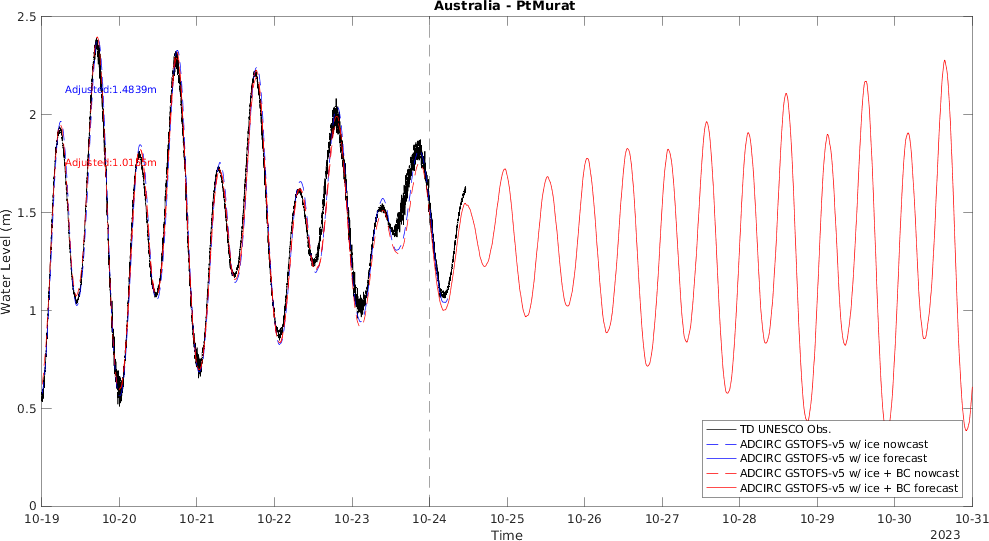 Australia - PtMurat
2.5
2
1.5
1
0.5
0
Water Level (m)
Adjusted:1.4839m
10-19
10-20
10-21
10-22
10-23
10-24
10-25
10-26
10-27
10-28
10-29
10-30
10-31
Time
2023
TD UNESCO Obs.
ADCIRC GSTOFS-v5 w/ ice nowcast
ADCIRC GSTOFS-v5 w/ ice forecast
ADCIRC GSTOFS-v5 w/ ice + BC nowcast
ADCIRC GSTOFS-v5 w/ ice + BC forecast